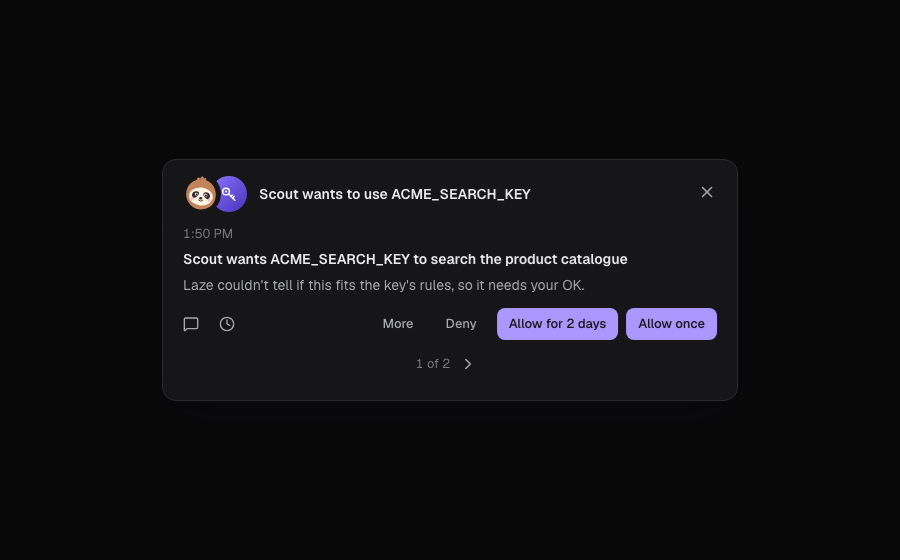 Scout wants to use ACME_SEARCH_KEY
1:50 PM
Scout wants ACME_SEARCH_KEY to search the product catalogue
Laze couldn't tell if this fits the key's rules, so it needs your OK.
More Deny Allow for 2 days Allow once
1 of 2